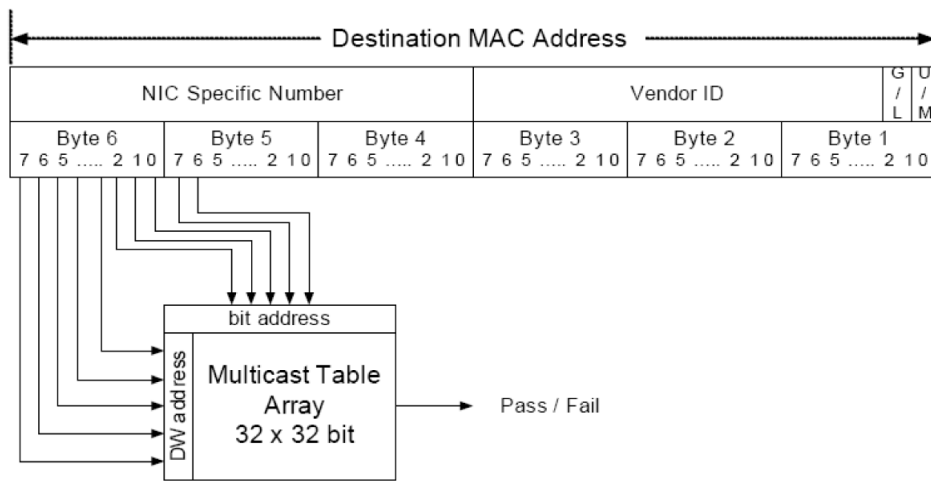 Destination MAC Address
NIC Specific Number
Vendor ID
G / L
U / M
Byte 6
Byte 5
Byte 4
Byte 3
Byte 2
Byte 1
7 6 5 ..... 2 1 0
7 6 5 ..... 2 1 0
7 6 5 ..... 2 1 0
7 6 5 ..... 2 1 0
7 6 5 ..... 2 1 0
7 6 5 ..... 2 1 0
bit address
DW address
Multicast Table
Array
32 x 32 bit
Pass / Fail